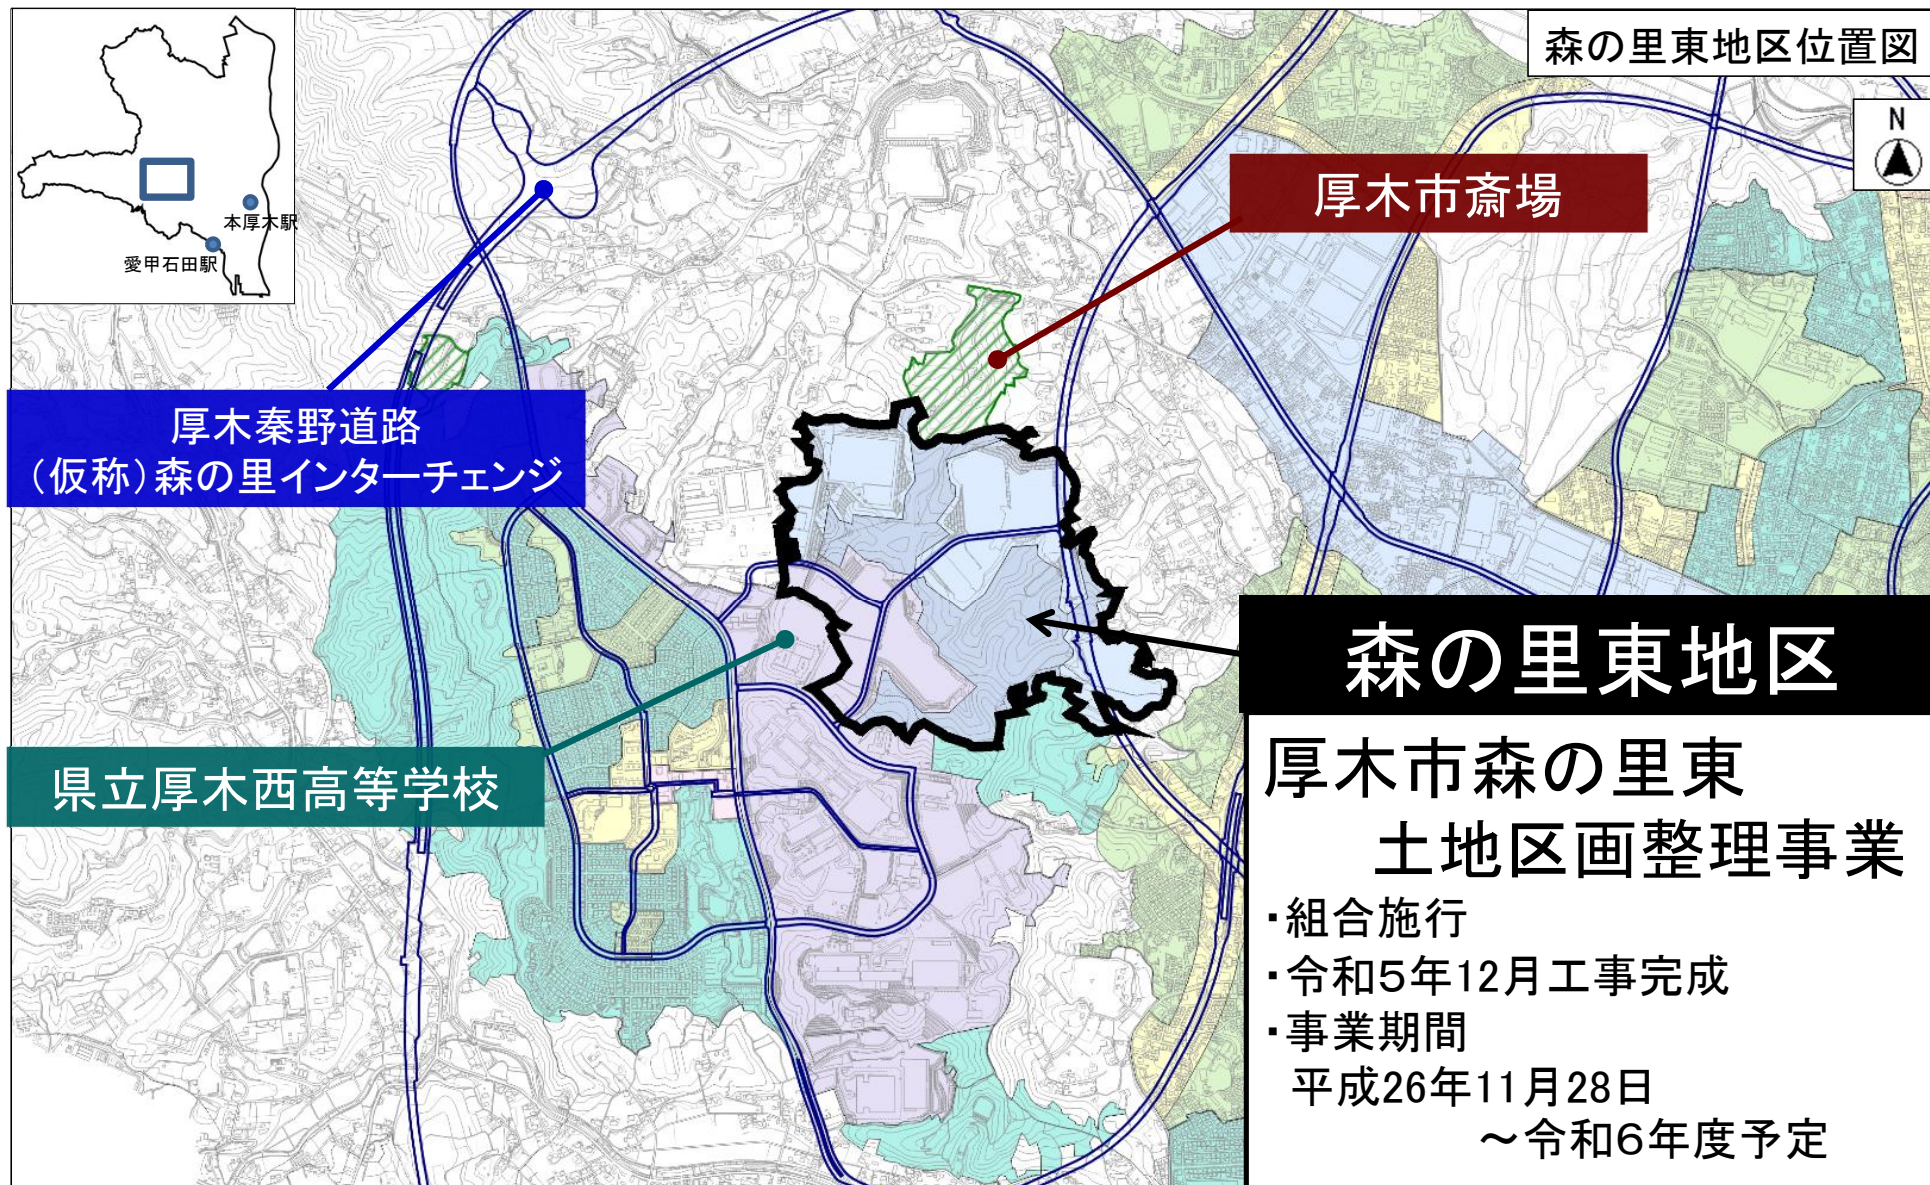 森の里東地区位置図
N
本厚木駅
愛甲石田駅
厚木市斎場
厚木秦野道路
（仮称）森の里インターチェンジ
県立厚木西高等学校
森の里東地区
厚木市森の里東
土地区画整理事業
・組合施行
・令和5年12月工事完成
・事業期間
平成26年11月28日
～令和6年度予定